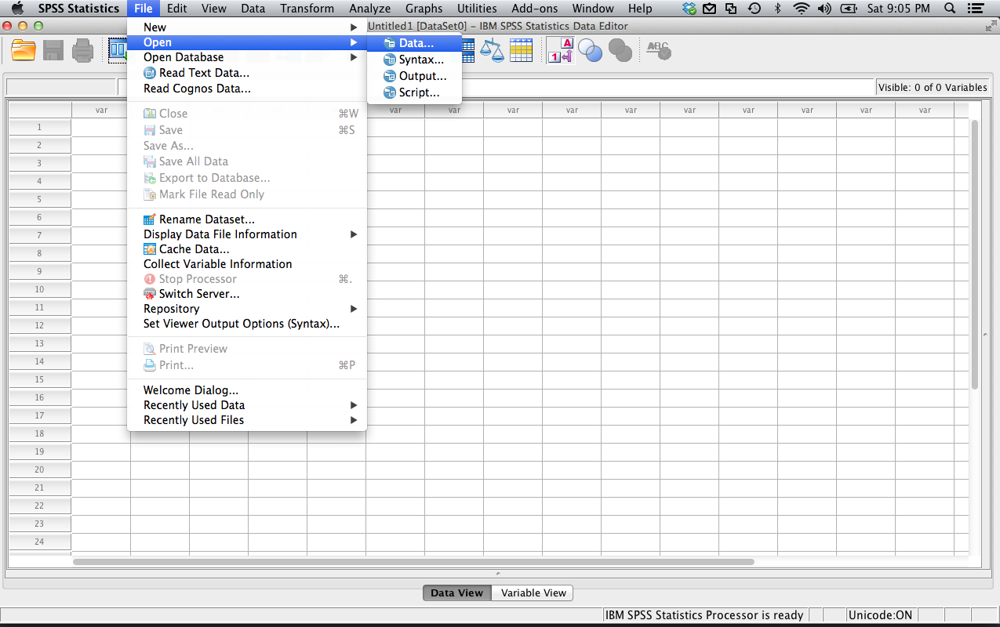 SPSS Statistics File Edit View Data Transform Analyze Graphs Utilities Add-ons Window Help Sat 9:05 PM
Untitled1 [DataSet0] – IBM SPSS Statistics Data Editor
New
Open
Open Database
Read Text Data...
Read Cognos Data...
Close ⌘W
Save ⌘S
Save As...
Save All Data
Export to Database...
Mark File Read Only
Rename Dataset...
Display Data File Information
Cache Data...
Collect Variable Information
Stop Processor ⌘.
Switch Server...
Repository
Set Viewer Output Options (Syntax)...
Print Preview
Print... ⌘P
Welcome Dialog...
Recently Used Data
Recently Used Files
Data...
Syntax...
Output...
Script...
A
1
ABC
Visible: 0 of 0 Variables
var var var var var var var var var var var
1
2
3
4
5
6
7
8
9
10
11
12
13
14
15
16
17
18
19
20
21
22
23
24
Data View Variable View
IBM SPSS Statistics Processor is ready Unicode:ON